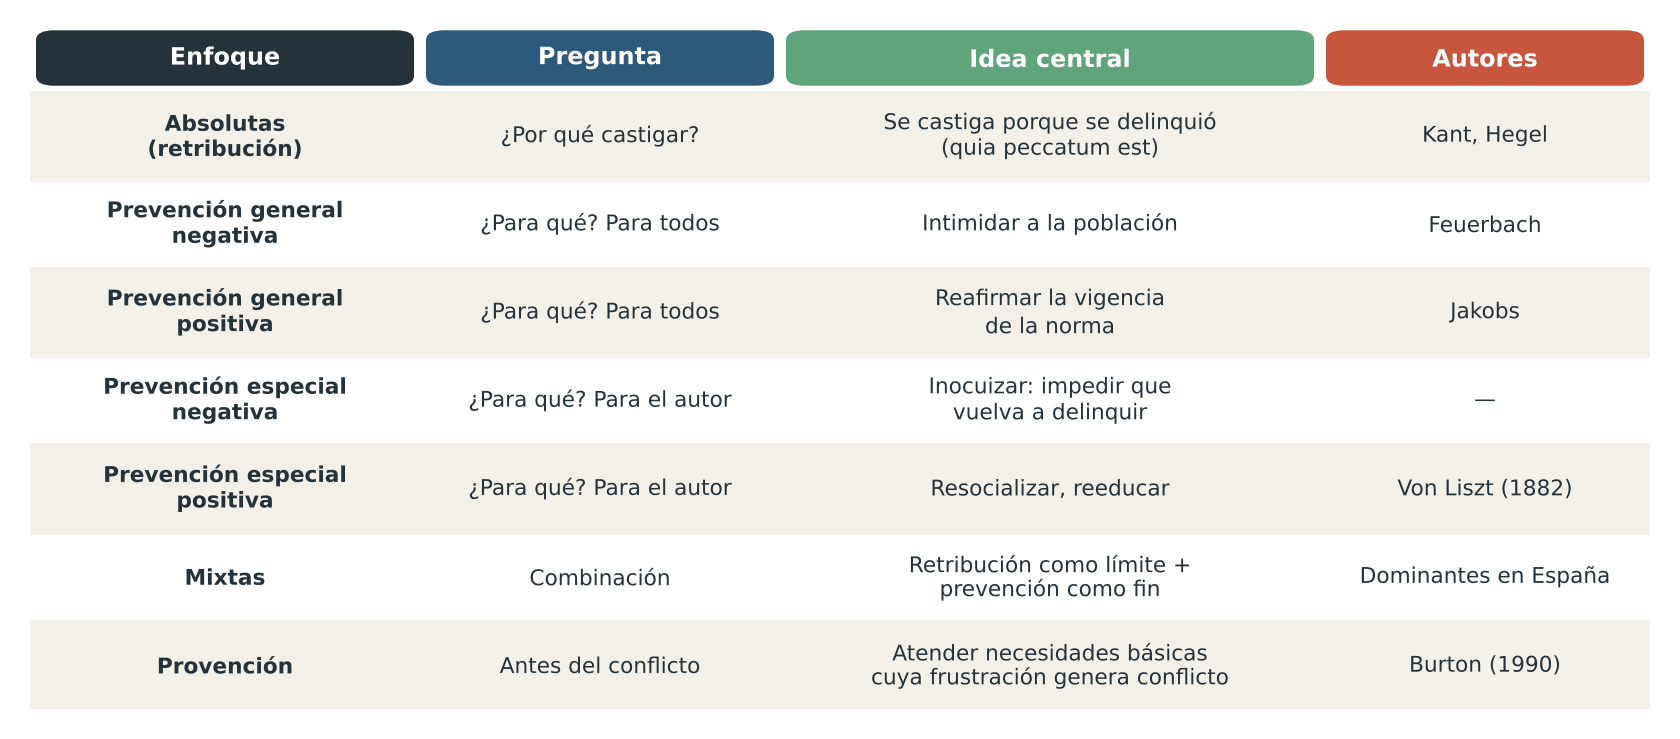 Enfoque
Pregunta
Idea central
Autores
Absolutas
(retribución)
¿Por qué castigar?
Se castiga porque se delinquió
(quia peccatum est)
Kant, Hegel
Prevención general
negativa
¿Para qué? Para todos
Intimidar a la población
Feuerbach
Prevención general
positiva
¿Para qué? Para todos
Reafirmar la vigencia
de la norma
Jakobs
Prevención especial
negativa
¿Para qué? Para el autor
Inocuizar: impedir que
vuelva a delinquir
—
Prevención especial
positiva
¿Para qué? Para el autor
Resocializar, reeducar
Von Liszt (1882)
Mixtas
Combinación
Retribución como límite +
prevención como fin
Dominantes en España
Provención
Antes del conflicto
Atender necesidades básicas
cuya frustración genera conflicto
Burton (1990)